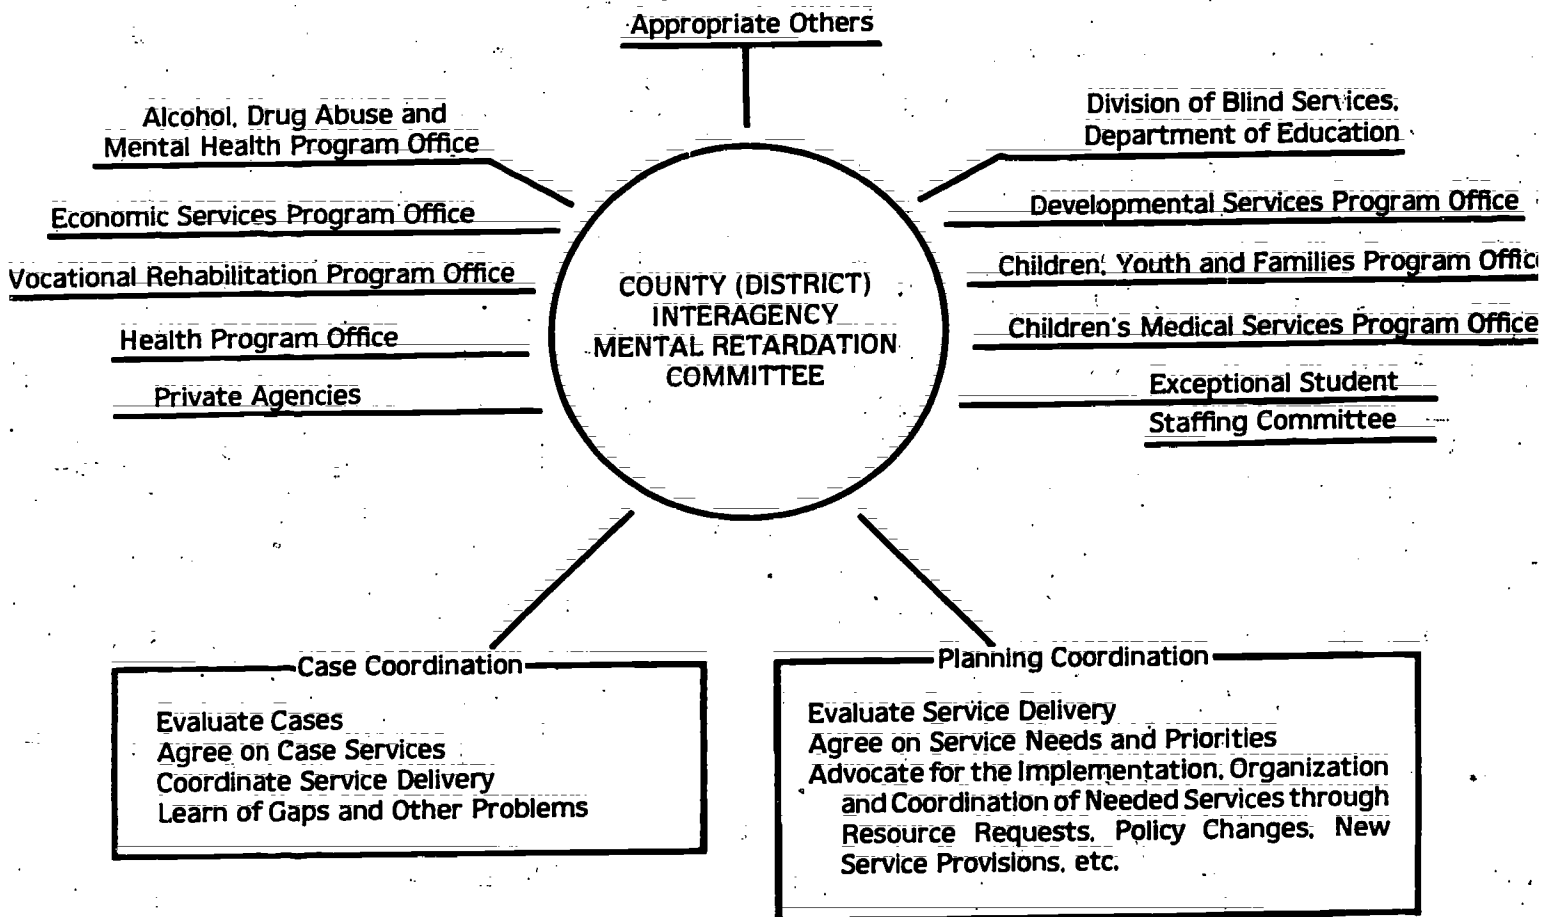 Appropriate Others
Alcohol, Drug Abuse and
Mental Health Program Office
Economic Services Program Office
Vocational Rehabilitation Program Office
Health Program Office
Private Agencies
Division of Blind Services,
Department of Education
Developmental Services Program Office
Children, Youth and Families Program Offic
Children's Medical Services Program Office
Exceptional Student
Staffing Committee
COUNTY (DISTRICT)
INTERAGENCY
MENTAL RETARDATION
COMMITTEE
Case Coordination
Evaluate Cases
Agree on Case Services
Coordinate Service Delivery
Learn of Gaps and Other Problems
Planning Coordination
Evaluate Service Delivery
Agree on Service Needs and Priorities
Advocate for the Implementation, Organization
and Coordination of Needed Services through
Resource Requests, Policy Changes, New
Service Provisions, etc.